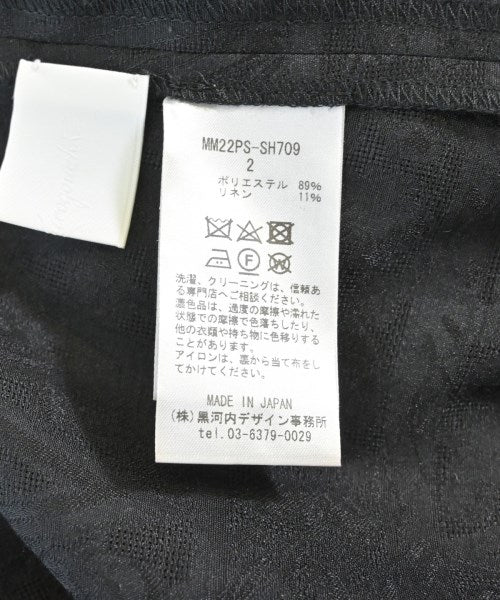 MM22PS-SH709
2
ポリエステル 89%
リネン 11%
F
W
洗濯、クリーニングは、信頼あ
る専門店へご相談ください。
濃色品は、過度の摩擦や濡れた
状態での摩擦で色落ちしたり、
他の衣類や持ち物に色移りする
ことがあります。
アイロンは、裏から当て布をし
てかけてください。
MADE IN JAPAN
(株)黒河内デザイン事務所
tel.03-6379-0029